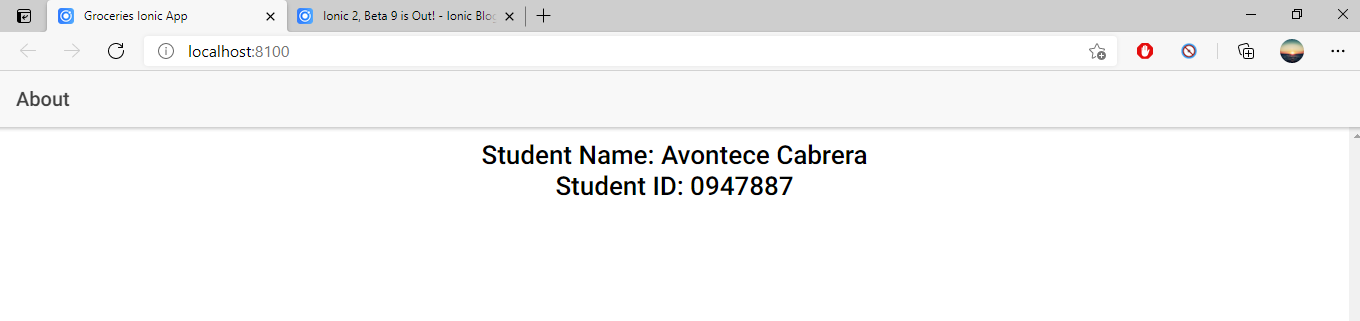 Groceries Ionic App
Ionic 2, Beta 9 is Out! - Ionic Blog
localhost:8100
About
Student Name: Avontece Cabrera
Student ID: 0947887